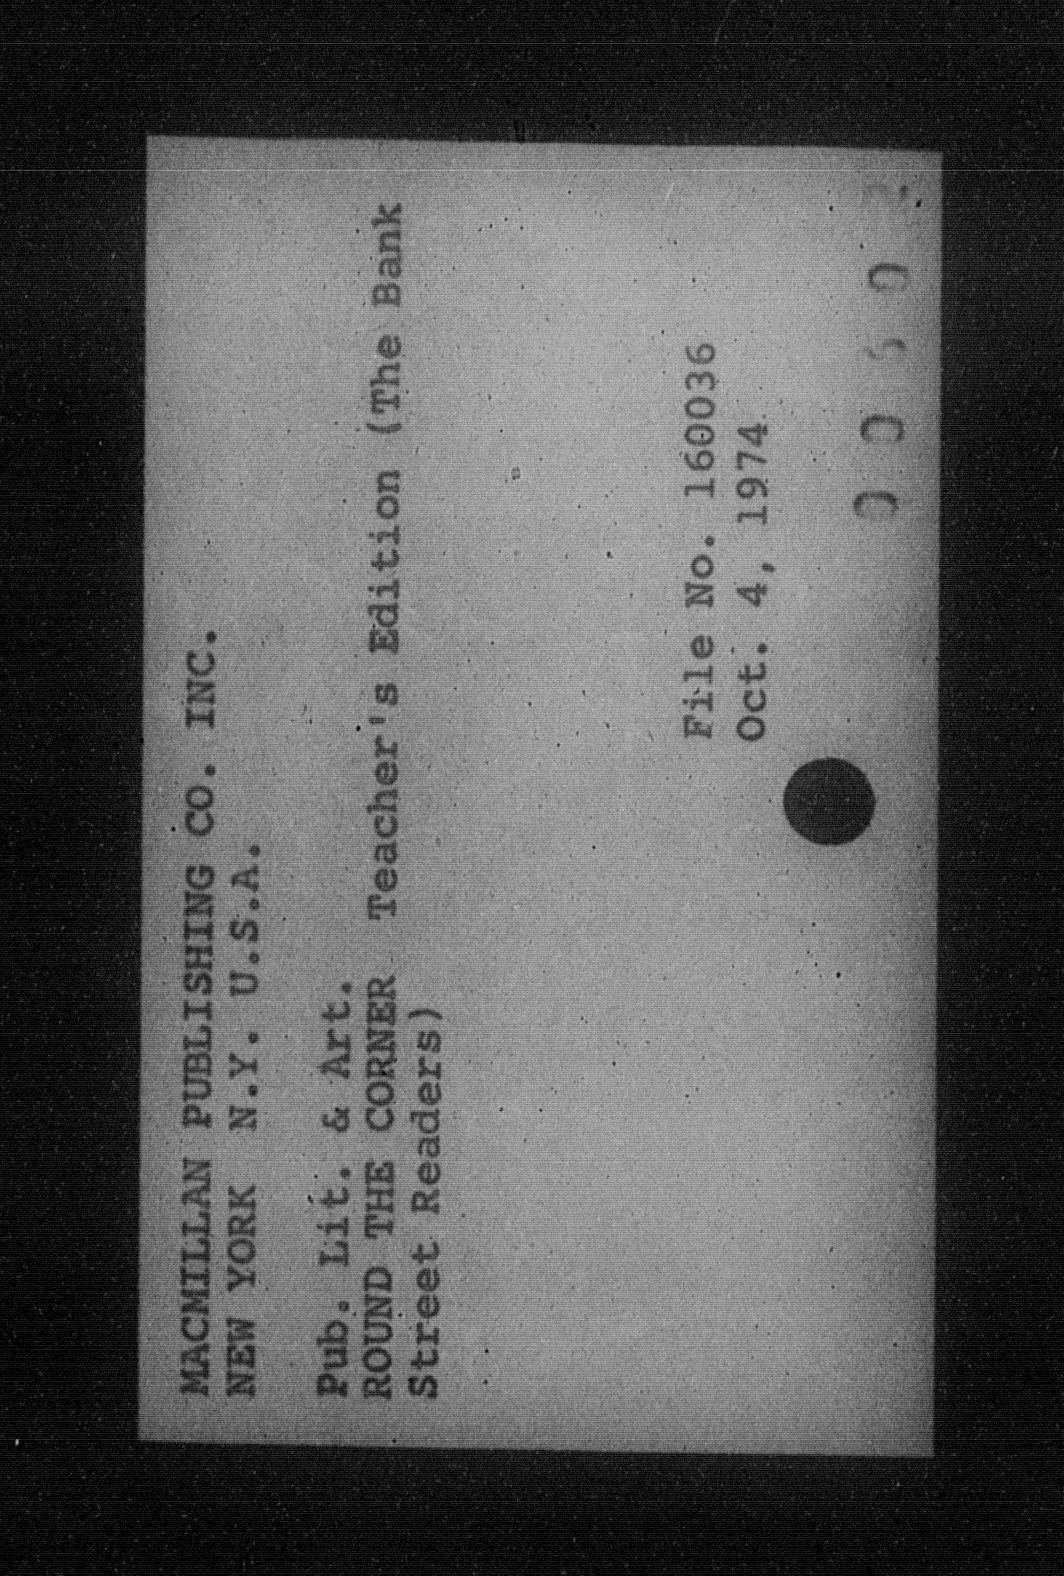 MACMILLAN PUBLISHING CO. INC.
NEW YORK N.Y. U.S.A.
Pub. Lit. & Art.
ROUND THE CORNER Teacher's Edition (The Bank
Street Readers)
File No. 160036
Oct. 4, 1974